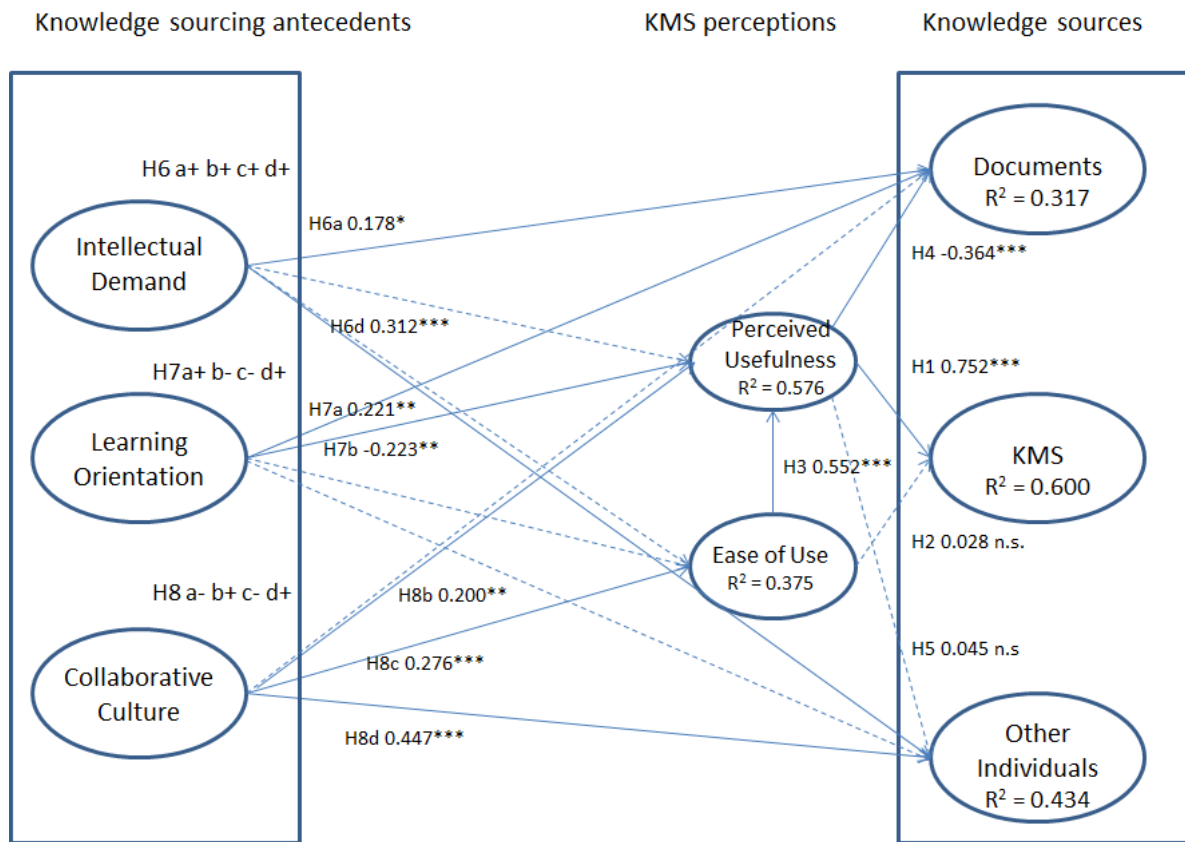 Knowledge sourcing antecedents
KMS perceptions
Knowledge sources
H6 a+ b+ c+ d+
Intellectual
Demand
H7a+ b- c- d+
Learning
Orientation
H8 a- b+ c- d+
Collaborative
Culture
H6a 0.178*
H6d 0.312***
H7a 0.221**
H7b -0.223**
H8b 0.200**
H8c 0.276***
H8d 0.447***
Perceived
Usefulness
R² = 0.576
H3 0.552***
Ease of Use
R² = 0.375
Documents
R² = 0.317
H4 -0.364***
H1 0.752***
KMS
R² = 0.600
H2 0.028 n.s.
H5 0.045 n.s
Other
Individuals
R² = 0.434